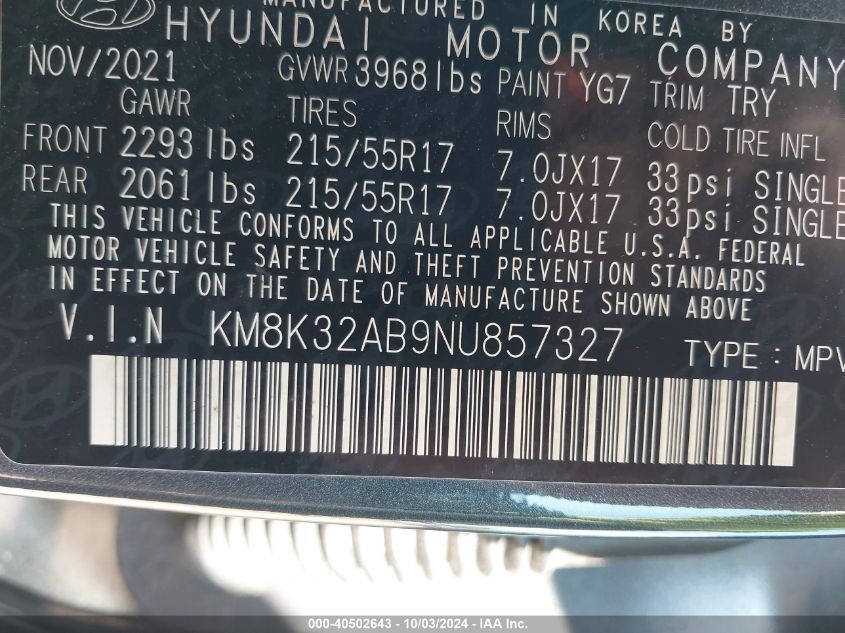 MANUFACTURED IN KOREA BY
HYUNDAI MOTOR COMPANY
NOV/2021 GVWR 3968 lbs PAINT YG7 TRIM TRY
GAWR TIRES RIMS COLD TIRE INFL
FRONT 2293 lbs 215/55R17 7.0JX17 33psi SINGLE
REAR 2061 lbs 215/55R17 7.0JX17 33psi SINGLE
THIS VEHICLE CONFORMS TO ALL APPLICABLE U.S.A. FEDERAL
MOTOR VEHICLE SAFETY AND THEFT PREVENTION STANDARDS
IN EFFECT ON THE DATE OF MANUFACTURE SHOWN ABOVE
V.I.N KM8K32AB9NU857327 TYPE : MPV
000-40502643 - 10/03/2024 - IAA Inc.